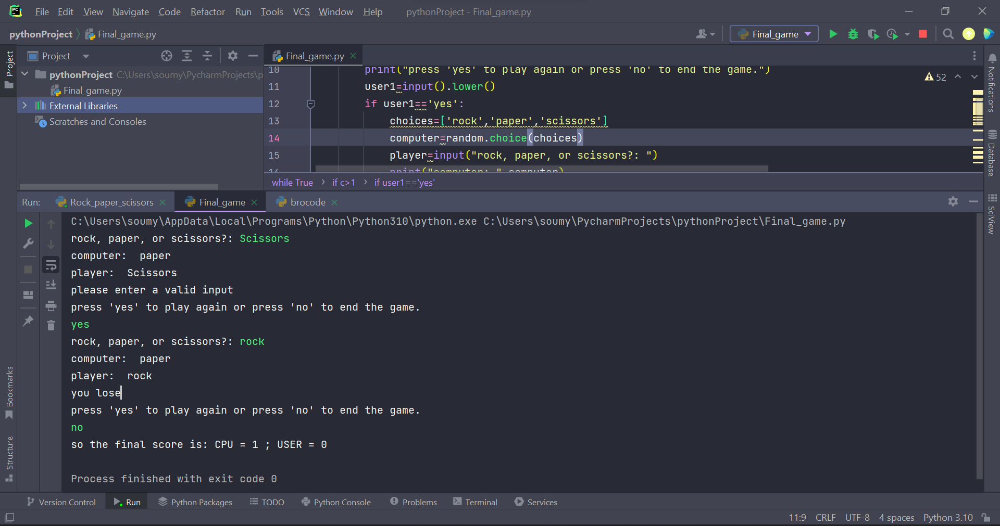 PC File Edit View Navigate Code Refactor Run Tools VCS Window Help pythonProject - Final_game.py
pythonProject Final_game.py Final_game
Project
Project
Final_game.py
pythonProject C:\Users\soumy\PycharmProjects\p
Final_game.py
External Libraries
Scratches and Consoles
10 print("press 'yes' to play again or press 'no' to end the game.")
11 user1=input().lower()
12 if user1=='yes':
13 choices=['rock','paper','scissors']
14 computer=random.choice(choices)
15 player=input("rock, paper, or scissors?: ")
16 print("computer: ",computer)
52
while True › if c>1 › if user1=='yes'
Notifications
Database
SciView
Run: Rock_paper_scissors Final_game brocode
C:\Users\soumy\AppData\Local\Programs\Python\Python310\python.exe C:\Users\soumy\PycharmProjects\pythonProject\Final_game.py
rock, paper, or scissors?: Scissors
computer:  paper
player:  Scissors
please enter a valid input
press 'yes' to play again or press 'no' to end the game.
yes
rock, paper, or scissors?: rock
computer:  paper
player:  rock
you lose
press 'yes' to play again or press 'no' to end the game.
no
so the final score is: CPU = 1 ; USER = 0
Process finished with exit code 0
Bookmarks
Structure
Version Control Run Python Packages TODO Python Console Problems Terminal Services
11:9 CRLF UTF-8 4 spaces Python 3.10